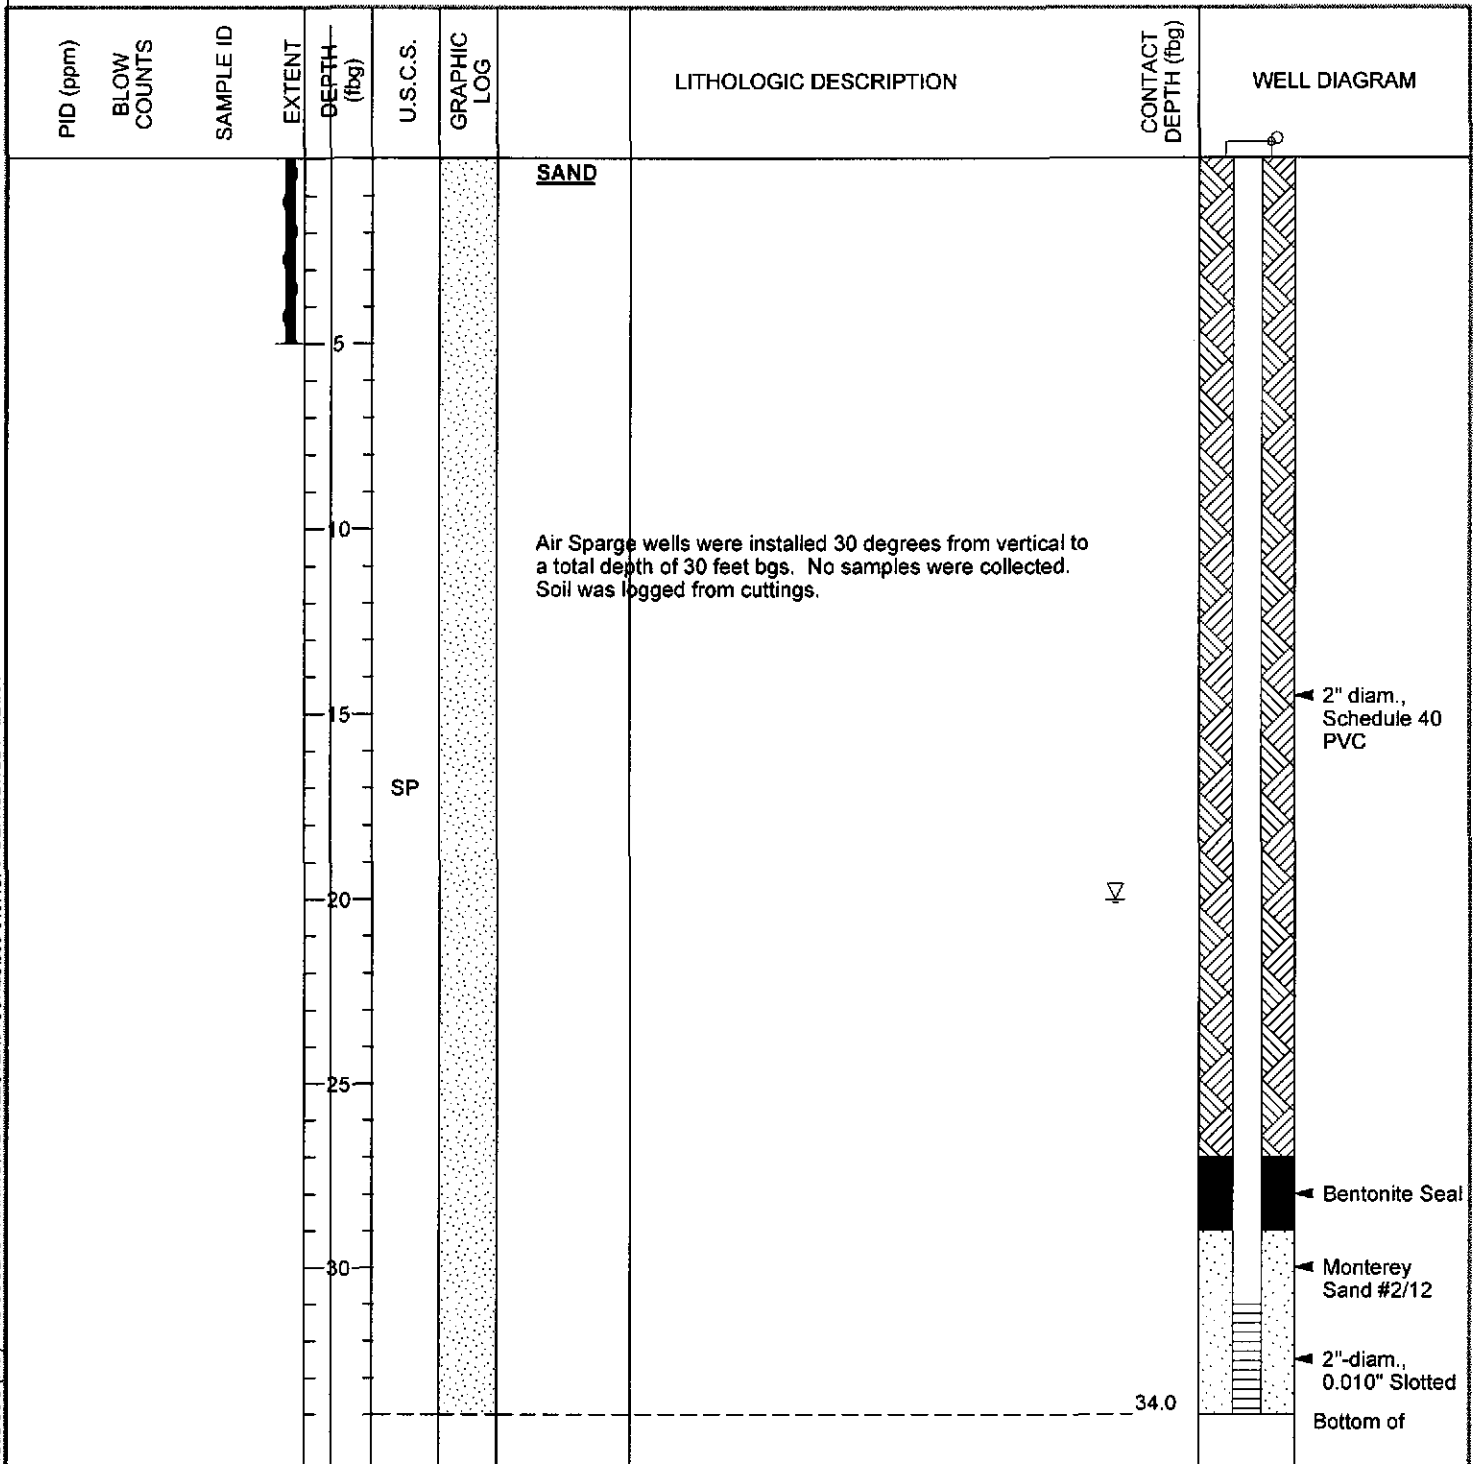 PID (ppm)
BLOW
COUNTS
SAMPLE ID
EXTENT
DEPTH
(fbg)
U.S.C.S.
GRAPHIC
LOG
LITHOLOGIC DESCRIPTION
CONTACT
DEPTH (fbg)
WELL DIAGRAM
SAND
5
10
Air Sparge wells were installed 30 degrees from vertical to
a total depth of 30 feet bgs. No samples were collected.
Soil was logged from cuttings.
2" diam.,
Schedule 40
PVC
15
SP
20
25
Bentonite Seal
30
Monterey
Sand #2/12
2"-diam.,
0.010" Slotted
34.0
Bottom of